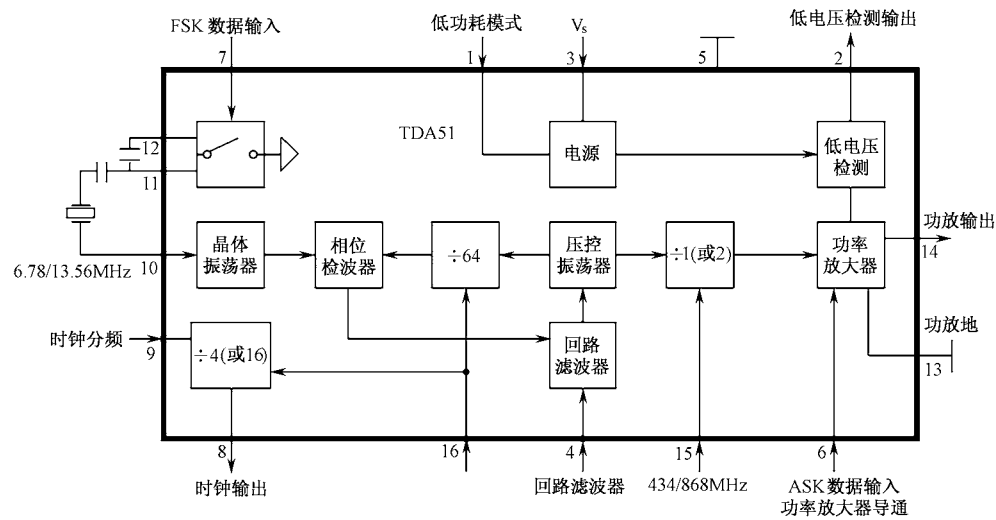 FSK 数据输入
低功耗模式
Vs
低电压检测输出
7
1
3
5
2
TDA51
12
11
电源
低电压
检测
晶体
振荡器
相位
检波器
÷64
压控
振荡器
÷1(或2)
功率
放大器
功放输出
14
6.78/13.56MHz
10
时钟分频
9
÷4(或16)
回路
滤波器
功放地
13
8
16
4
15
6
时钟输出
回路滤波器
434/868MHz
ASK 数据输入
功率放大器导通